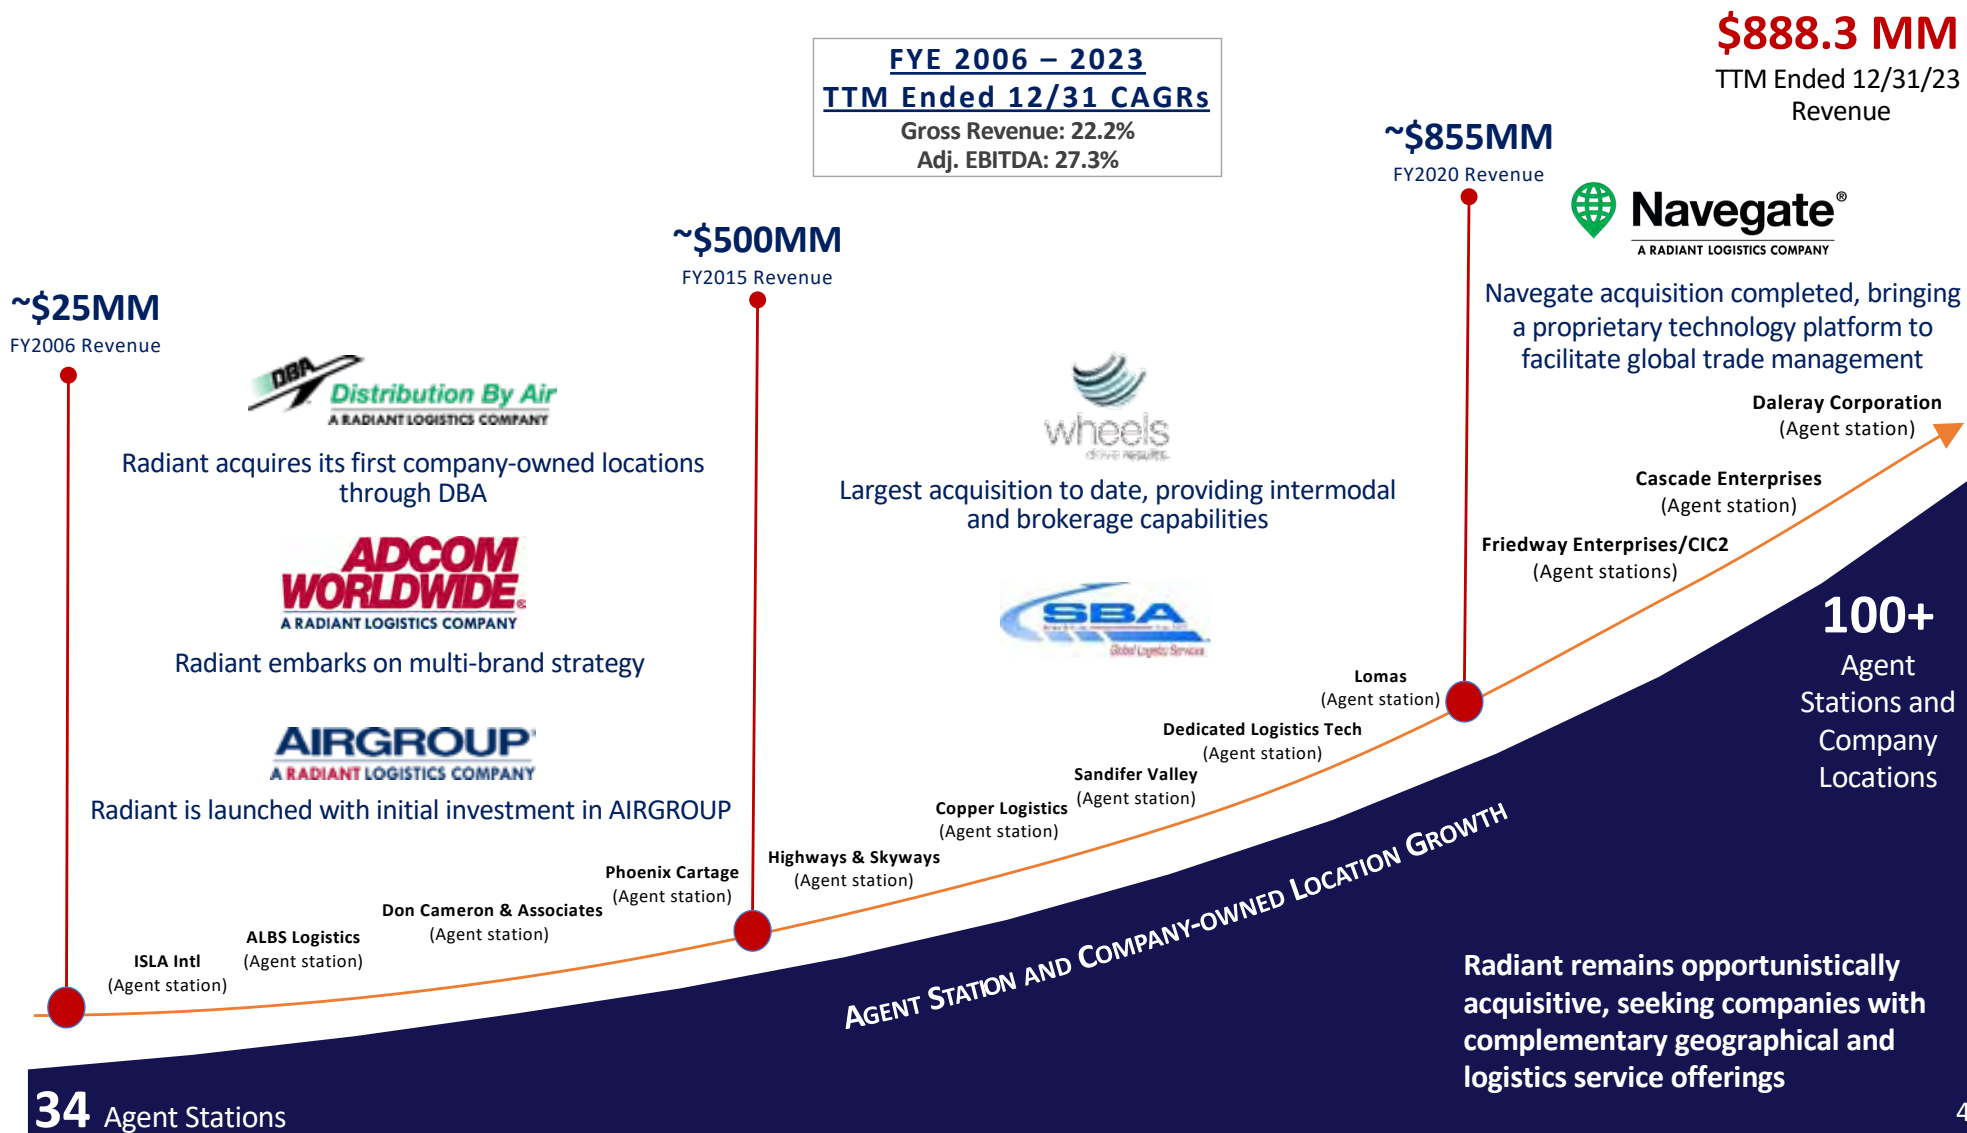 $888.3 MM
TTM Ended 12/31/23
Revenue
FYE 2006 – 2023
TTM Ended 12/31 CAGRs
Gross Revenue: 22.2%
Adj. EBITDA: 27.3%
~$855MM
FY2020 Revenue
Navegate®
A RADIANT LOGISTICS COMPANY
Navegate acquisition completed, bringing
a proprietary technology platform to
facilitate global trade management
~$500MM
FY2015 Revenue
~$25MM
FY2006 Revenue
DBA
Distribution By Air
A RADIANT LOGISTICS COMPANY
Radiant acquires its first company-owned locations
through DBA
ADCOM
WORLDWIDE®
A RADIANT LOGISTICS COMPANY
Radiant embarks on multi-brand strategy
AIRGROUP
A RADIANT LOGISTICS COMPANY
Radiant is launched with initial investment in AIRGROUP
wheels
drive results.
Largest acquisition to date, providing intermodal
and brokerage capabilities
SBA
Global Logistic Services
ISLA Intl
(Agent station)
ALBS Logistics
(Agent station)
Don Cameron & Associates
(Agent station)
Phoenix Cartage
(Agent station)
Highways & Skyways
(Agent station)
Copper Logistics
(Agent station)
Sandifer Valley
(Agent station)
Dedicated Logistics Tech
(Agent station)
Lomas
(Agent station)
Friedway Enterprises/CIC2
(Agent stations)
Cascade Enterprises
(Agent station)
Daleray Corporation
(Agent station)
AGENT STATION AND COMPANY-OWNED LOCATION GROWTH
100+
Agent
Stations and
Company
Locations
Radiant remains opportunistically
acquisitive, seeking companies with
complementary geographical and
logistics service offerings
34 Agent Stations
4